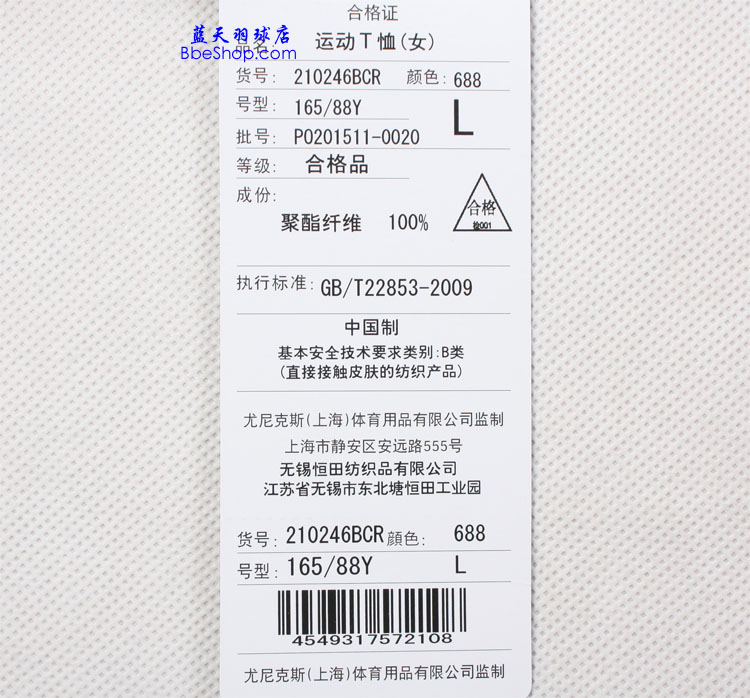 合格证
蓝天羽球店
BbeShop.com
品名: 运动T恤(女)
货号: 210246BCR 颜色: 688
号型: 165/88Y L
批号: PO201511-0020
等级: 合格品
成份:
聚酯纤维 100%
合格
检001
执行标准: GB/T22853-2009
中国制
基本安全技术要求类别:B类
(直接接触皮肤的纺织产品)
尤尼克斯(上海)体育用品有限公司监制
上海市静安区安远路555号
无锡恒田纺织品有限公司
江苏省无锡市东北塘恒田工业园
货号: 210246BCR 顔色: 688
号型: 165/88Y L
4549317572108
尤尼克斯(上海)体育用品有限公司监制